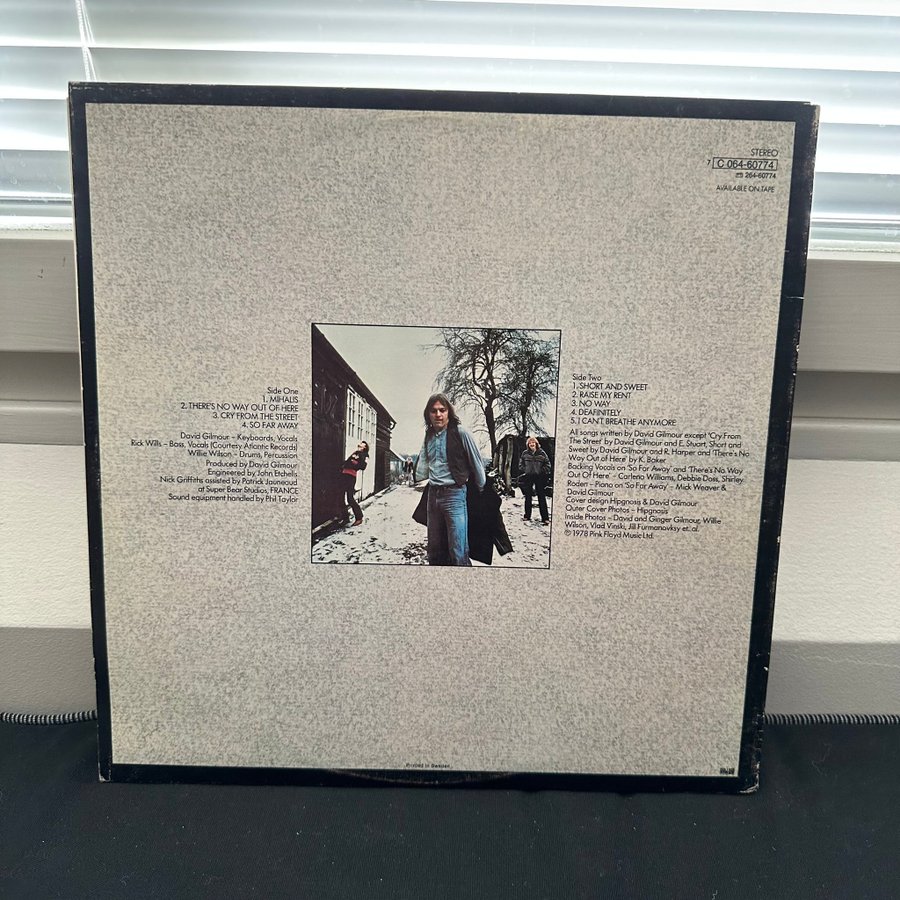 STEREO
7 C 064-60774
264-60774
AVAILABLE ON TAPE
Side One
1. MIHALIS
2. THERE'S NO WAY OUT OF HERE
3. CRY FROM THE STREET
4. SO FAR AWAY
David Gilmour – Keyboards, Vocals
Rick Wills – Bass, Vocals (Courtesy Atlantic Records)
Willie Wilson – Drums, Percussion
Produced by David Gilmour
Engineered by John Etchells
Nick Griffiths assisted by Patrick Jauneaud
at Super Bear Studios, FRANCE
Sound equipment handled by Phil Taylor
Side Two
1. SHORT AND SWEET
2. RAISE MY RENT
3. NO WAY
4. DEAFINITELY
5. I CAN'T BREATHE ANYMORE
All songs written by David Gilmour except 'Cry From
The Street' by David Gilmour and E. Stuart, Short and
Sweet by David Gilmour and R. Harper and 'There's No
Way Out Of Here' by K. Baker
Backing Vocals on 'So Far Away' and 'There's No Way
Out Of Here' – Carlena Williams, Debbie Doss, Shirley
Roden – Piano on 'So Far Away' – Mick Weaver &
David Gilmour
Cover design Hipgnosis & David Gilmour
Outer Cover Photos – Hipgnosis
Inside Photos – David and Ginger Gilmour, Willie
Wilson, Vlad Vinski, Jill Furmanovksy et. al.
℗ 1978 Pink Floyd Music Ltd.
Printed in Sweden